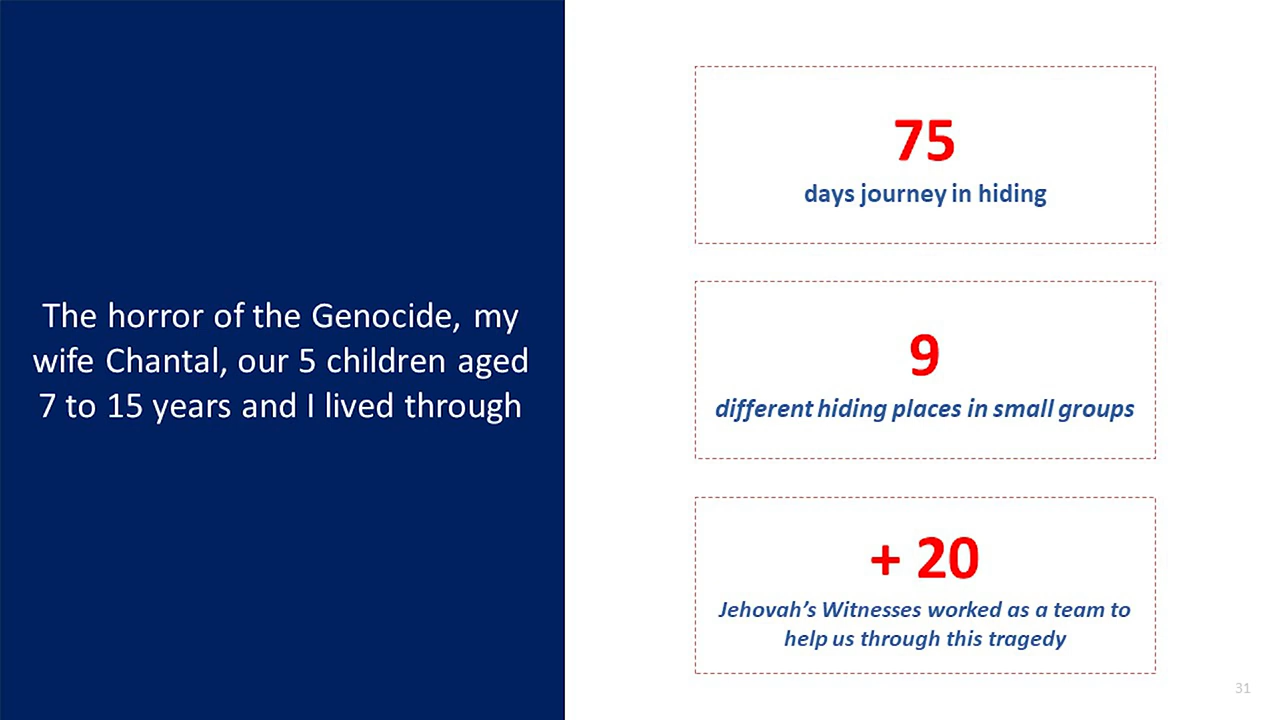 The horror of the Genocide, my
wife Chantal, our 5 children aged
7 to 15 years and I lived through
75
days journey in hiding
9
different hiding places in small groups
+ 20
Jehovah’s Witnesses worked as a team to
help us through this tragedy
31